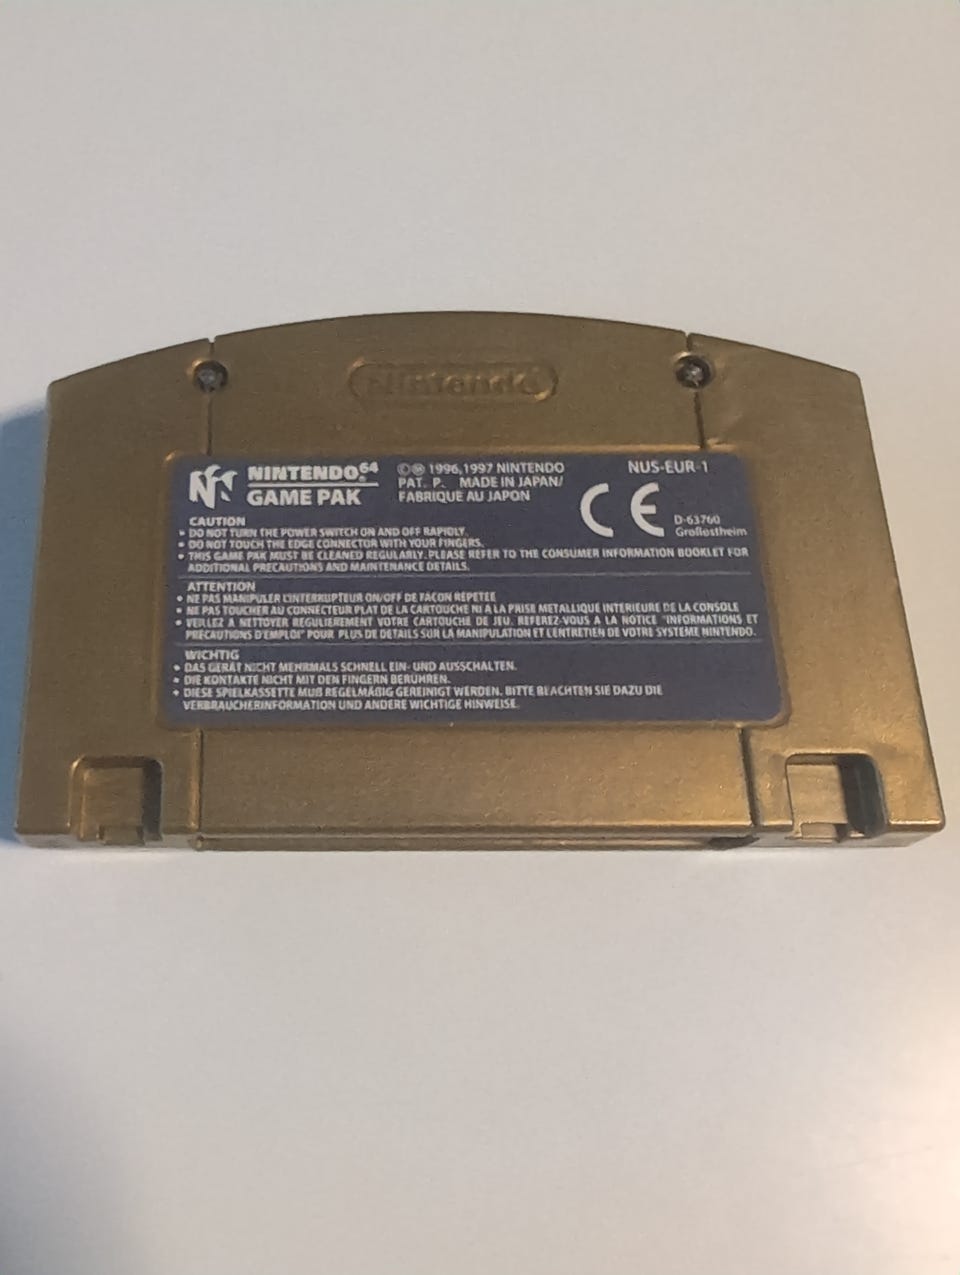 Nintendo
NINTENDO64
GAME PAK
©Ⓜ 1996,1997 NINTENDO
PAT. P. MADE IN JAPAN/
FABRIQUE AU JAPON
NUS-EUR-1
CE
D-63760
Großostheim
CAUTION
• DO NOT TURN THE POWER SWITCH ON AND OFF RAPIDLY.
• DO NOT TOUCH THE EDGE CONNECTOR WITH YOUR FINGERS.
• THIS GAME PAK MUST BE CLEANED REGULARLY. PLEASE REFER TO THE CONSUMER INFORMATION BOOKLET FOR
ADDITIONAL PRECAUTIONS AND MAINTENANCE DETAILS.
ATTENTION
• NE PAS MANIPULER L'INTERRUPTEUR ON/OFF DE FACON REPETEE
• NE PAS TOUCHER AU CONNECTEUR PLAT DE LA CARTOUCHE NI A LA PRISE METALLIQUE INTERIEURE DE LA CONSOLE
• VEILLEZ A NETTOYER REGULIEREMENT VOTRE CARTOUCHE DE JEU. REFEREZ-VOUS A LA NOTICE "INFORMATIONS ET
PRECAUTIONS D'EMPLOI" POUR PLUS DE DETAILS SUR LA MANIPULATION ET L'ENTRETIEN DE VOTRE SYSTEME NINTENDO.
WICHTIG
• DAS GERÄT NICHT MEHRMALS SCHNELL EIN- UND AUSSCHALTEN.
• DIE KONTAKTE NICHT MIT DEN FINGERN BERÜHREN.
• DIESE SPIELKASSETTE MUß REGELMÄßIG GEREINIGT WERDEN. BITTE BEACHTEN SIE DAZU DIE
VERBRAUCHERINFORMATION UND ANDERE WICHTIGE HINWEISE.